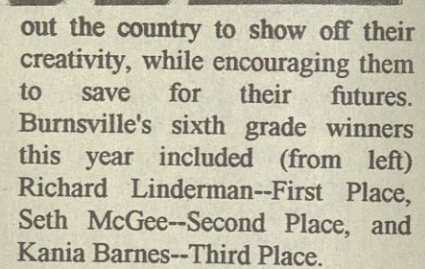 out the country to show off their
creativity, while encouraging them
to save for their futures.
Burnsville's sixth grade winners
this year included (from left)
Richard Linderman--First Place,
Seth McGee--Second Place, and
Kania Barnes--Third Place.